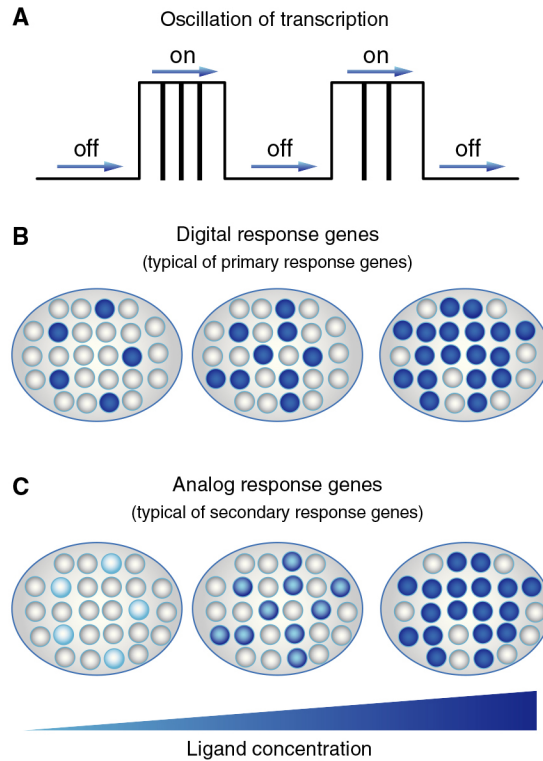 A
Oscillation of transcription
on
on
off
off
off
B
Digital response genes
(typical of primary response genes)
C
Analog response genes
(typical of secondary response genes)
Ligand concentration